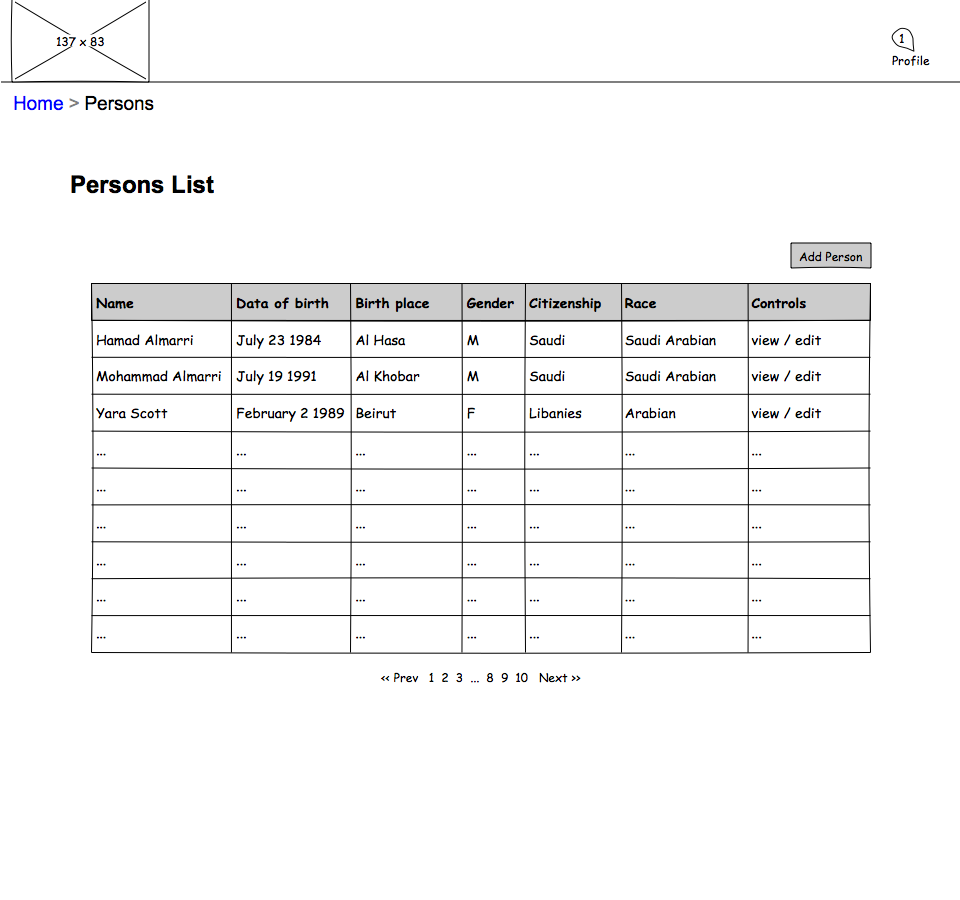 137 x 83
1
Profile
Home > Persons
Persons List
Add Person
Name Data of birth Birth place Gender Citizenship Race Controls
Hamad Almarri July 23 1984 Al Hasa M Saudi Saudi Arabian view / edit
Mohammad Almarri July 19 1991 Al Khobar M Saudi Saudi Arabian view / edit
Yara Scott February 2 1989 Beirut F Libanies Arabian view / edit
... ... ... ... ... ... ...
... ... ... ... ... ... ...
... ... ... ... ... ... ...
... ... ... ... ... ... ...
... ... ... ... ... ... ...
... ... ... ... ... ... ...
<< Prev 1 2 3 ... 8 9 10 Next >>